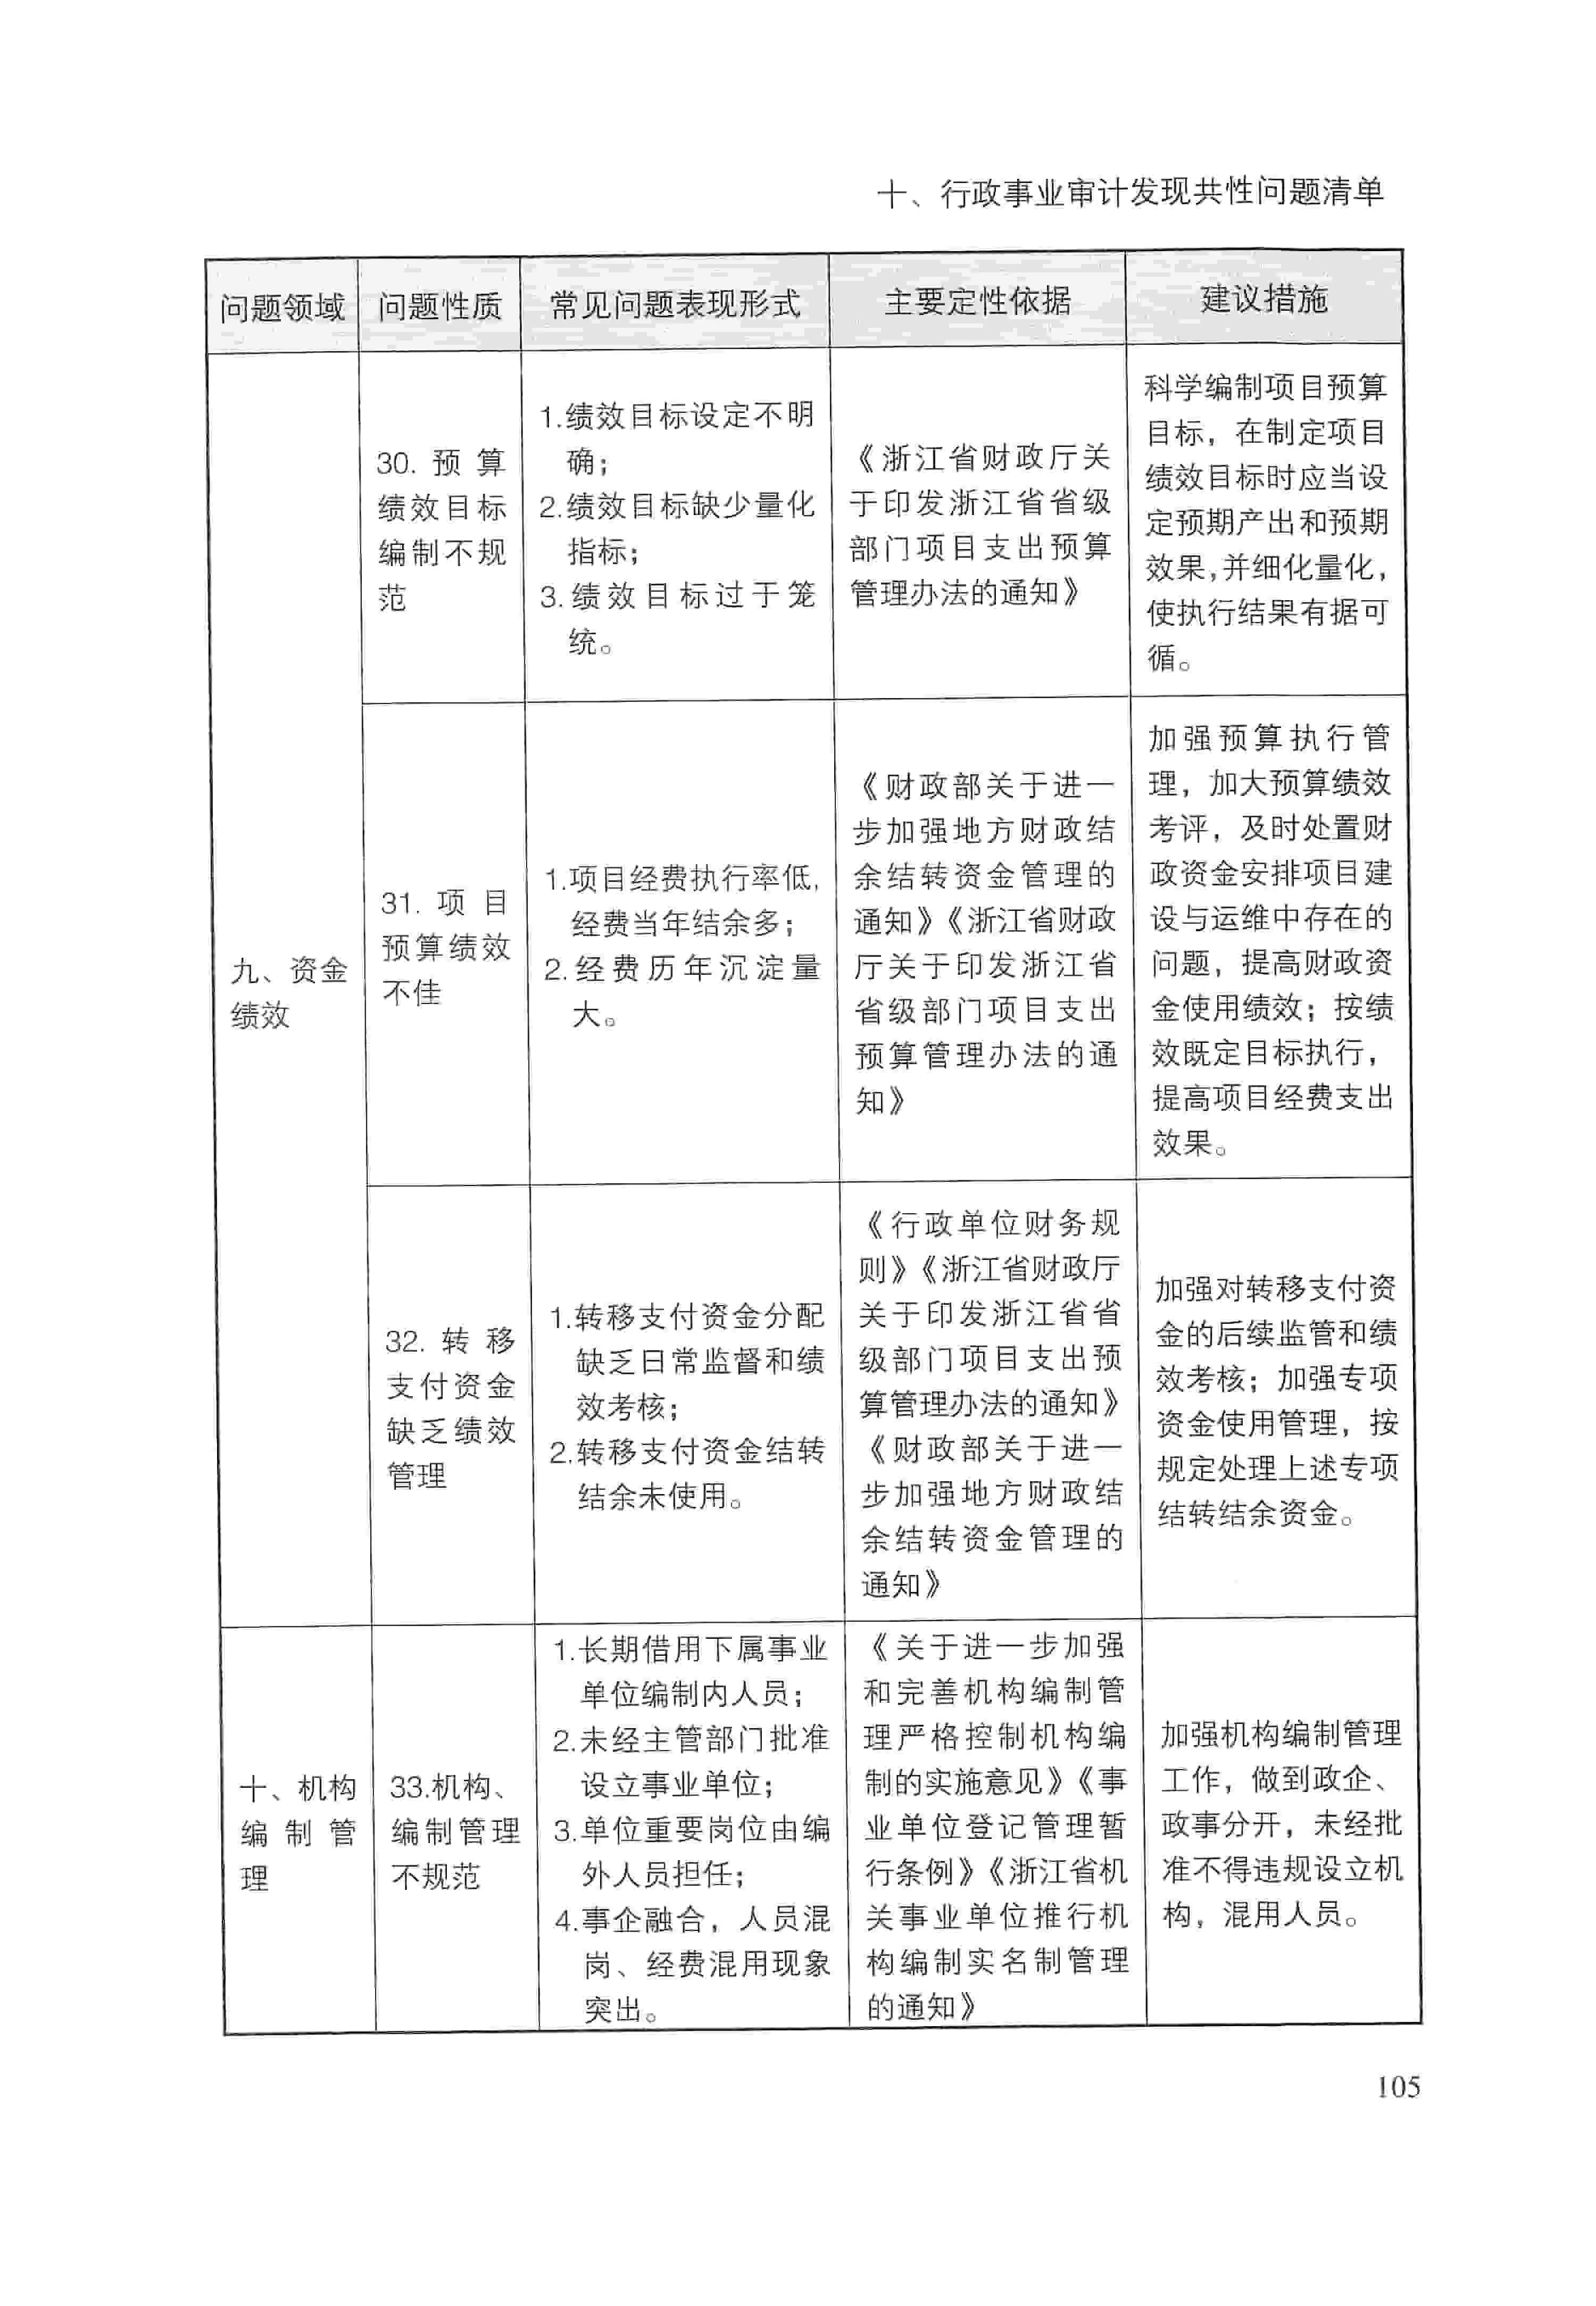 十、行政事业审计发现共性问题清单
问题领域
问题性质
常见问题表现形式
主要定性依据
建议措施
九、资金
绩效
30. 预算
绩效目标
编制不规
范
1.绩效目标设定不明
确；
2.绩效目标缺少量化
指标；
3.绩效目标过于笼
统。
《浙江省财政厅关
于印发浙江省省级
部门项目支出预算
管理办法的通知》
科学编制项目预算
目标，在制定项目
绩效目标时应当设
定预期产出和预期
效果，并细化量化，
使执行结果有据可
循。
31. 项目
预算绩效
不佳
1.项目经费执行率低，
经费当年结余多；
2.经费历年沉淀量
大。
《财政部关于进一
步加强地方财政结
余结转资金管理的
通知》《浙江省财政
厅关于印发浙江省
省级部门项目支出
预算管理办法的通
知》
加强预算执行管
理，加大预算绩效
考评，及时处置财
政资金安排项目建
设与运维中存在的
问题，提高财政资
金使用绩效；按绩
效既定目标执行，
提高项目经费支出
效果。
32. 转移
支付资金
缺乏绩效
管理
1.转移支付资金分配
缺乏日常监督和绩
效考核；
2.转移支付资金结转
结余未使用。
《行政单位财务规
则》《浙江省财政厅
关于印发浙江省省
级部门项目支出预
算管理办法的通知》
《财政部关于进一
步加强地方财政结
余结转资金管理的
通知》
加强对转移支付资
金的后续监管和绩
效考核；加强专项
资金使用管理，按
规定处理上述专项
结转结余资金。
十、机构
编制管
理
33.机构、
编制管理
不规范
1.长期借用下属事业
单位编制内人员；
2.未经主管部门批准
设立事业单位；
3.单位重要岗位由编
外人员担任；
4.事企融合，人员混
岗、经费混用现象
突出。
《关于进一步加强
和完善机构编制管
理严格控制机构编
制的实施意见》《事
业单位登记管理暂
行条例》《浙江省机
关事业单位推行机
构编制实名制管理
的通知》
加强机构编制管理
工作，做到政企、
政事分开，未经批
准不得违规设立机
构，混用人员。
105